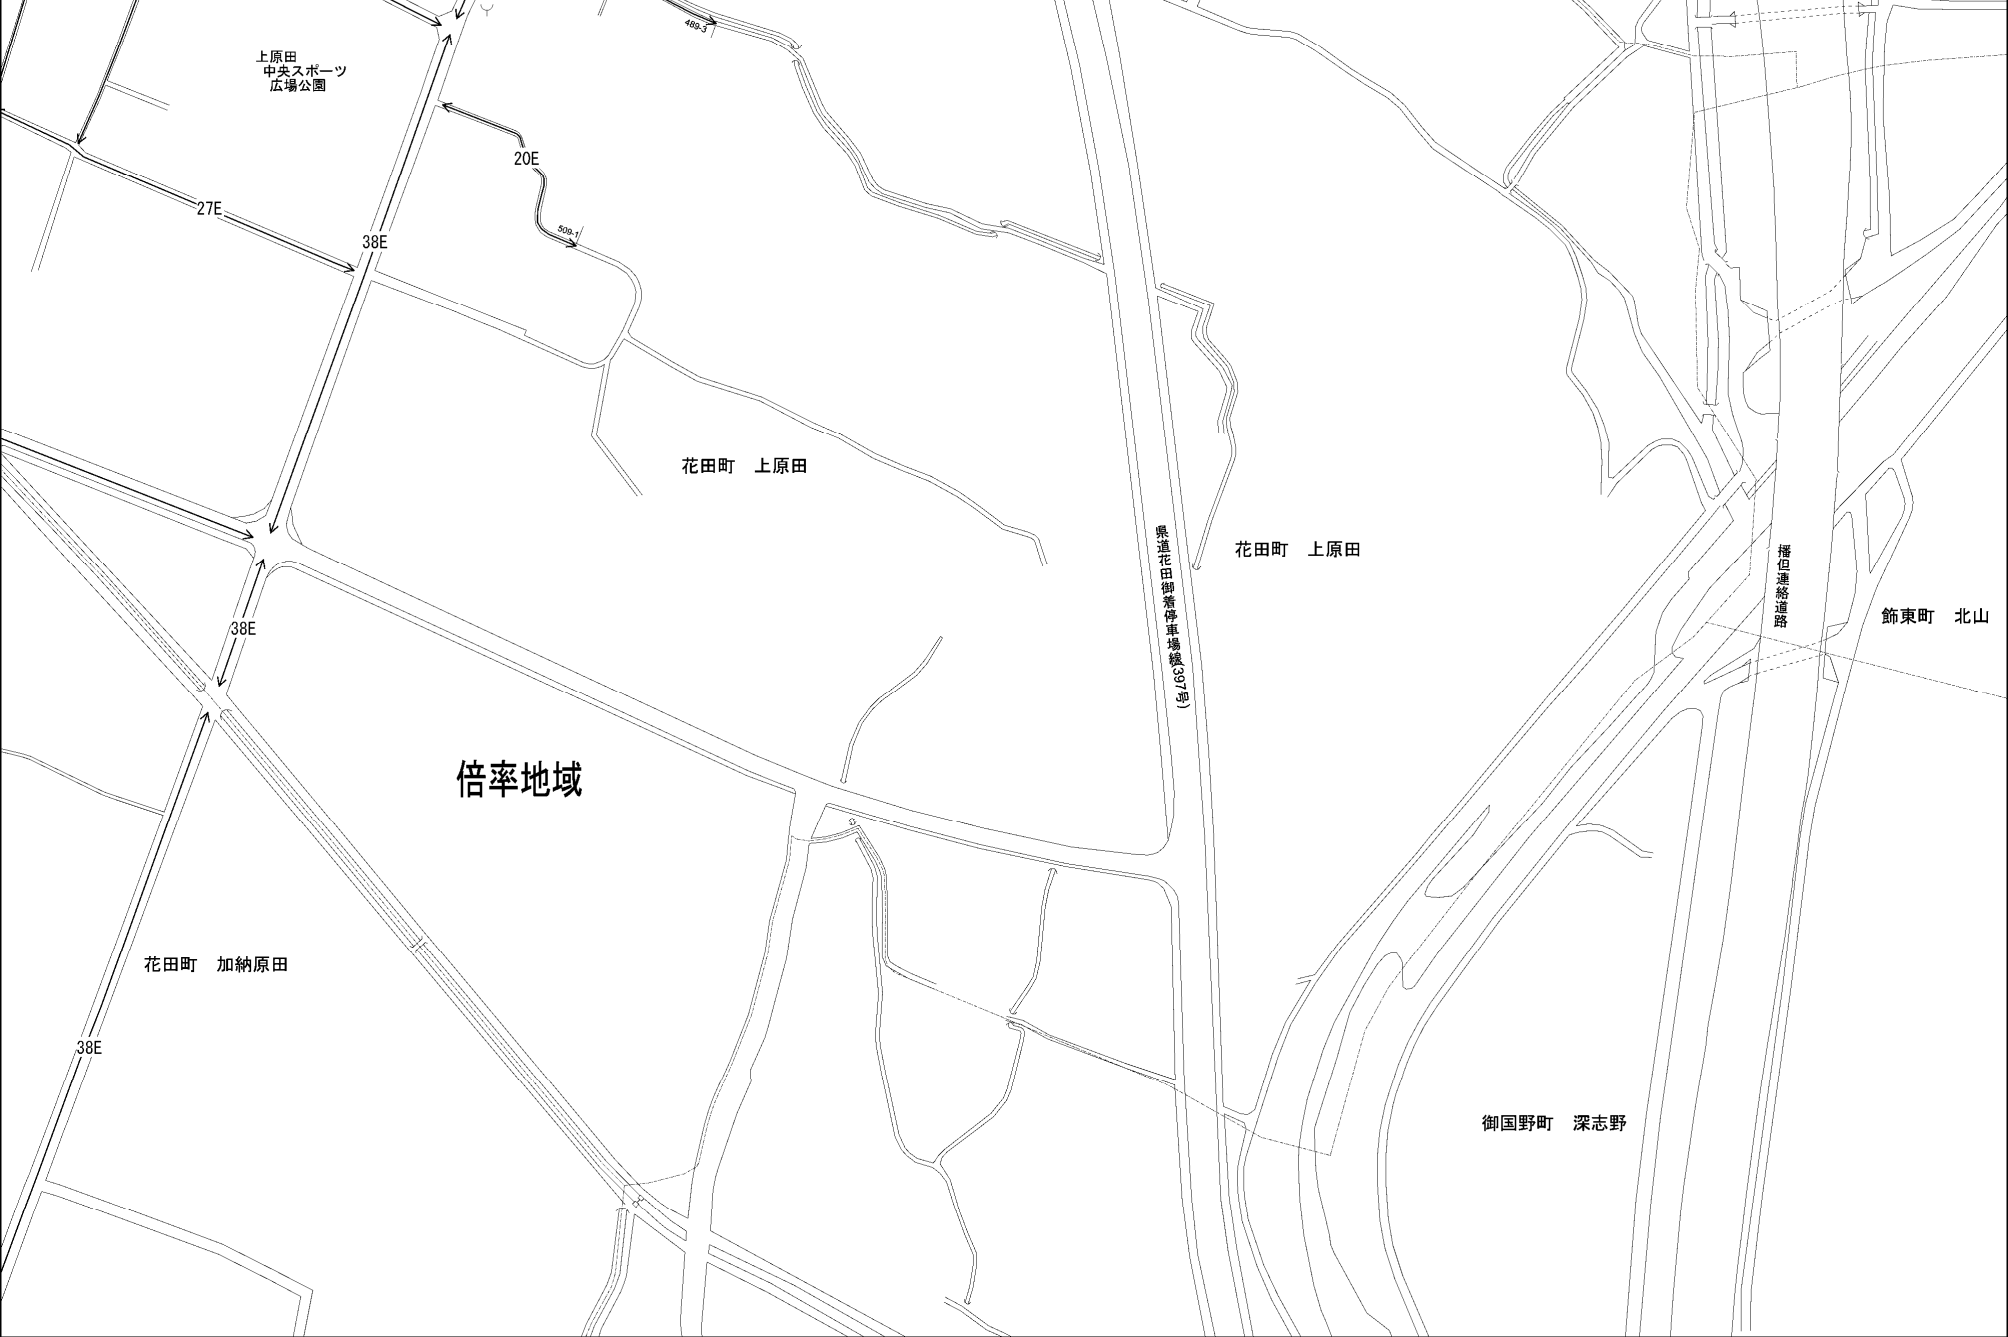 489-3
上原田
中央スポーツ
広場公園
20E
27E
509-1
38E
花田町　上原田
県道花田御着停車場線(397号)
花田町　上原田
播但連絡道路
飾東町　北山
38E
倍率地域
花田町　加納原田
38E
御国野町　深志野